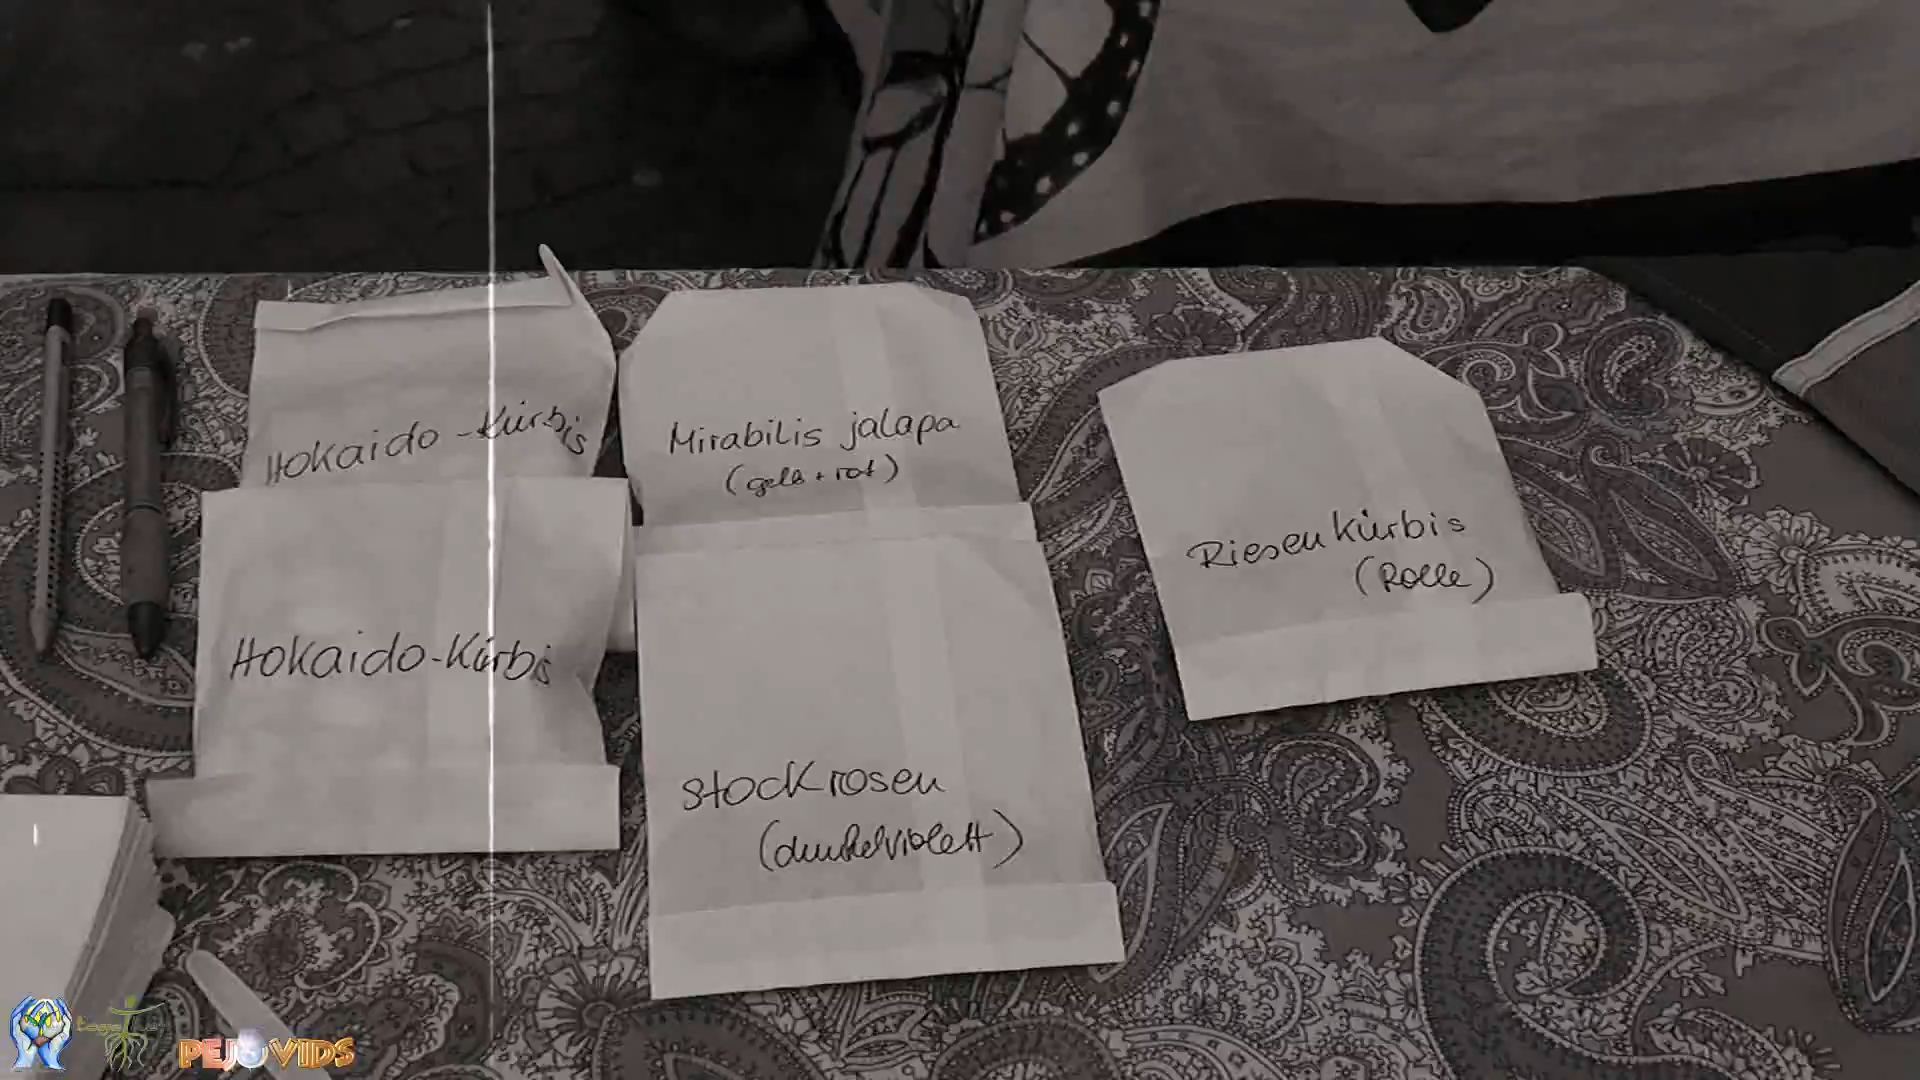 Hokaido-Kürbis
Mirabilis jalapa
(gelb + rot)
Riesenkürbis
(Rolle)
Hokaido-Kürbis
Stockrosen
(dunkelviolett)
PEJOVIDS